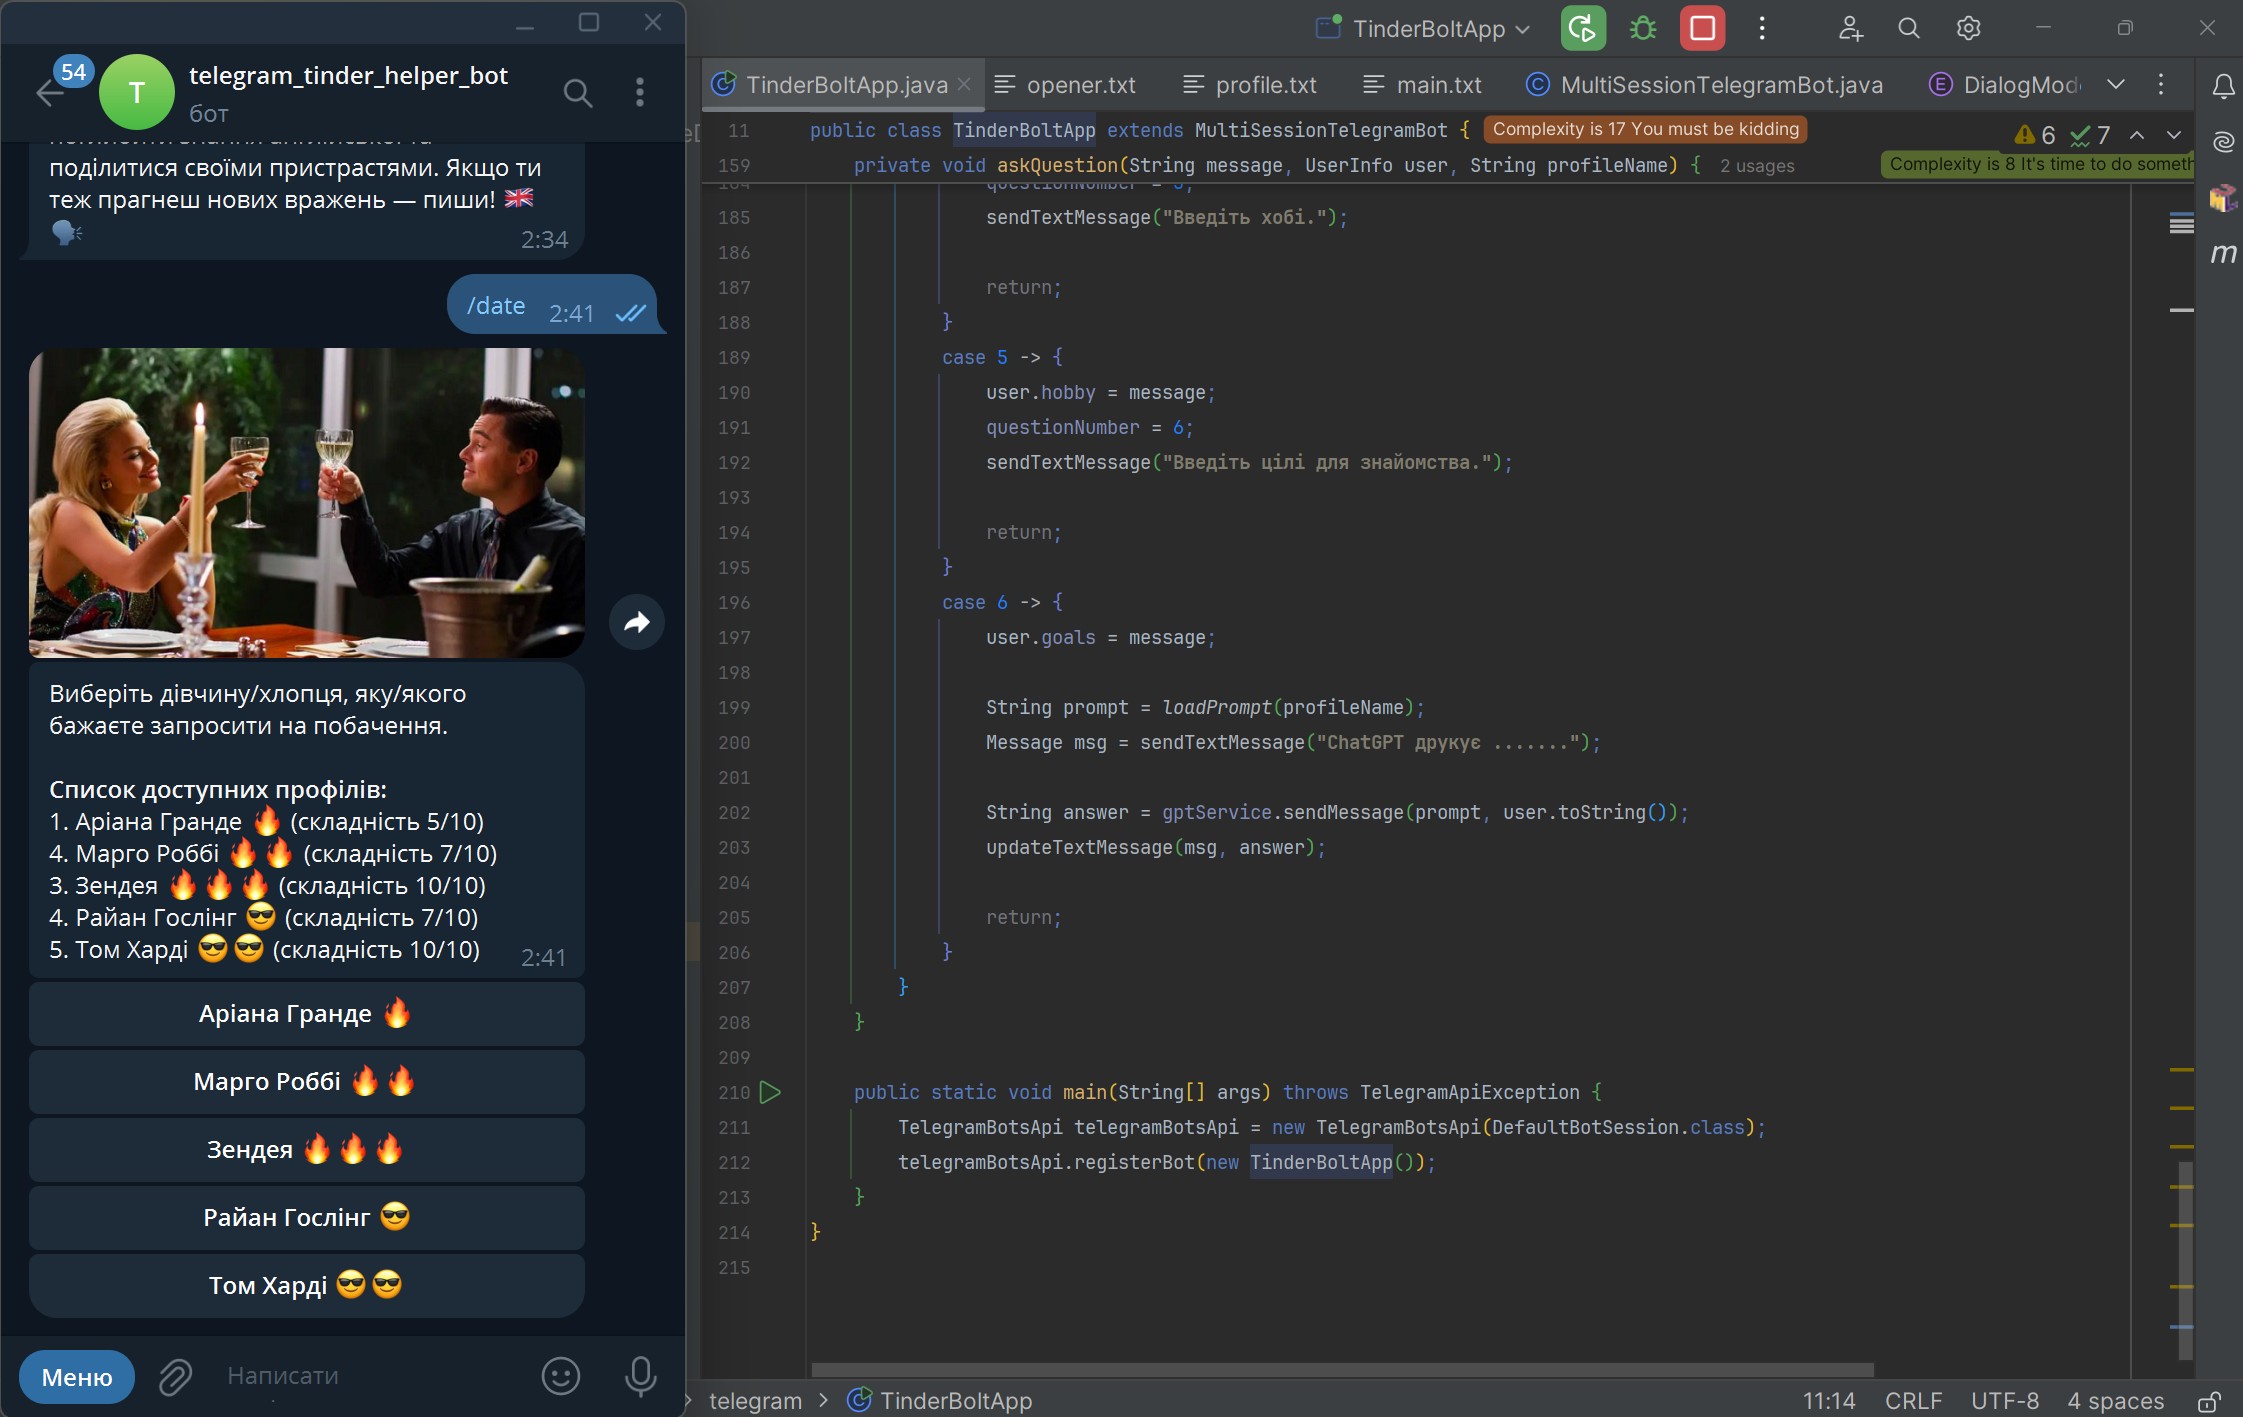 54
T
telegram_tinder_helper_bot
бот
поділитися своїми пристрастями. Якщо ти
теж прагнеш нових вражень — пиши! 🇬🇧
🗣
2:34
/date 2:41
Виберіть дівчину/хлопця, яку/якого
бажаєте запросити на побачення.
Список доступних профілів:
1. Аріана Гранде 🔥 (складність 5/10)
4. Марго Роббі 🔥🔥 (складність 7/10)
3. Зендея 🔥🔥🔥 (складність 10/10)
4. Райан Гослінг 😎 (складність 7/10)
5. Том Харді 😎😎 (складність 10/10)
2:41
Аріана Гранде 🔥
Марго Роббі 🔥🔥
Зендея 🔥🔥🔥
Райан Гослінг 😎
Том Харді 😎😎
Меню
Написати
TinderBoltApp
TinderBoltApp.java
opener.txt
profile.txt
main.txt
MultiSessionTelegramBot.java
DialogMod
11 public class TinderBoltApp extends MultiSessionTelegramBot { Complexity is 17 You must be kidding
6 7
159 private void askQuestion(String message, UserInfo user, String profileName) { 2 usages Complexity is 8 It's time to do someth
185 sendTextMessage("Введіть хобі.");
186
187 return;
188 }
189 case 5 -> {
190 user.hobby = message;
191 questionNumber = 6;
192 sendTextMessage("Введіть цілі для знайомства.");
193
194 return;
195 }
196 case 6 -> {
197 user.goals = message;
198
199 String prompt = loadPrompt(profileName);
200 Message msg = sendTextMessage("ChatGPT друкує .......");
201
202 String answer = gptService.sendMessage(prompt, user.toString());
203 updateTextMessage(msg, answer);
204
205 return;
206 }
207 }
208 }
209
210 public static void main(String[] args) throws TelegramApiException {
211 TelegramBotsApi telegramBotsApi = new TelegramBotsApi(DefaultBotSession.class);
212 telegramBotsApi.registerBot(new TinderBoltApp());
213 }
214 }
215
m
telegram > TinderBoltApp
11:14 CRLF UTF-8 4 spaces